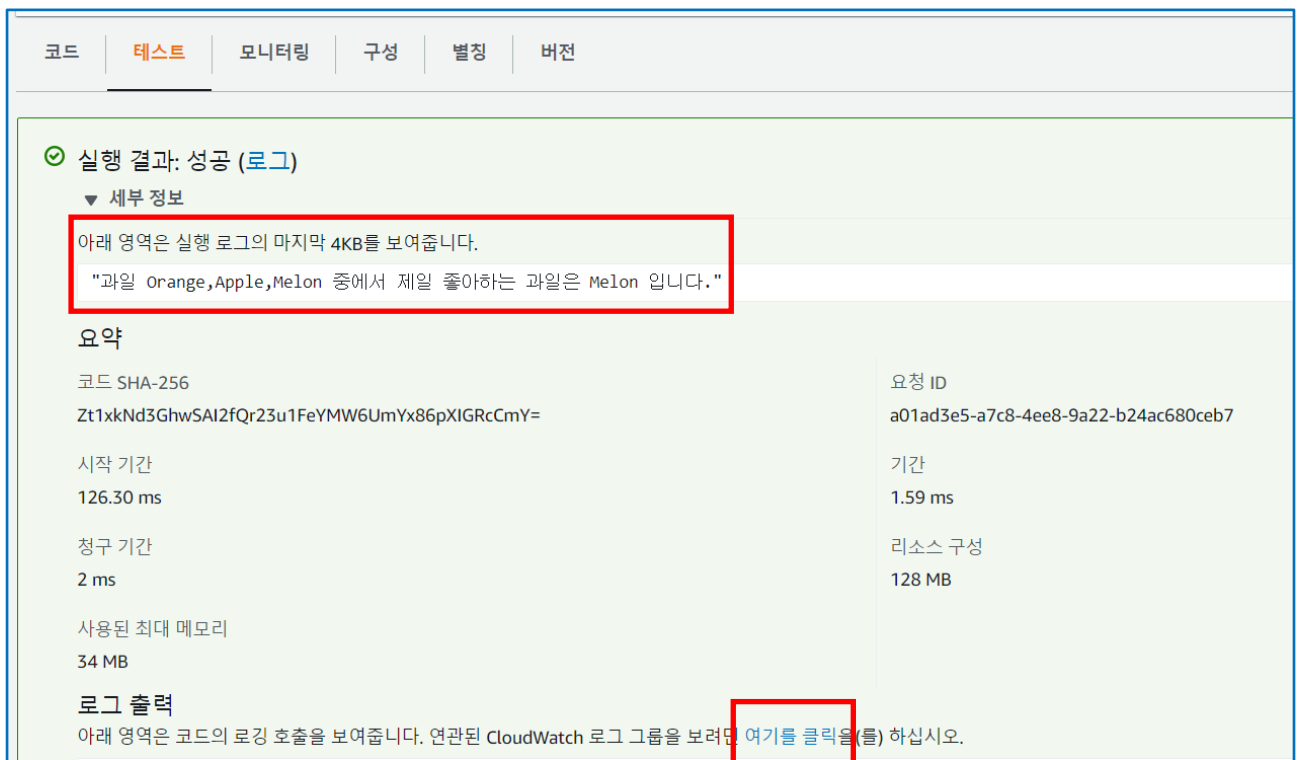 코드 테스트 모니터링 구성 별칭 버전
실행 결과: 성공 (로그)
▼ 세부 정보
아래 영역은 실행 로그의 마지막 4KB를 보여줍니다.
"과일 Orange,Apple,Melon 중에서 제일 좋아하는 과일은 Melon 입니다."
요약
코드 SHA-256
Zt1xkNd3GhwSAI2fQr23u1FeYMW6UmYx86pXIGRcCmY=
요청 ID
a01ad3e5-a7c8-4ee8-9a22-b24ac680ceb7
시작 기간
126.30 ms
기간
1.59 ms
청구 기간
2 ms
리소스 구성
128 MB
사용된 최대 메모리
34 MB
로그 출력
아래 영역은 코드의 로깅 호출을 보여줍니다. 연관된 CloudWatch 로그 그룹을 보려면 여기를 클릭을(를) 하십시오.